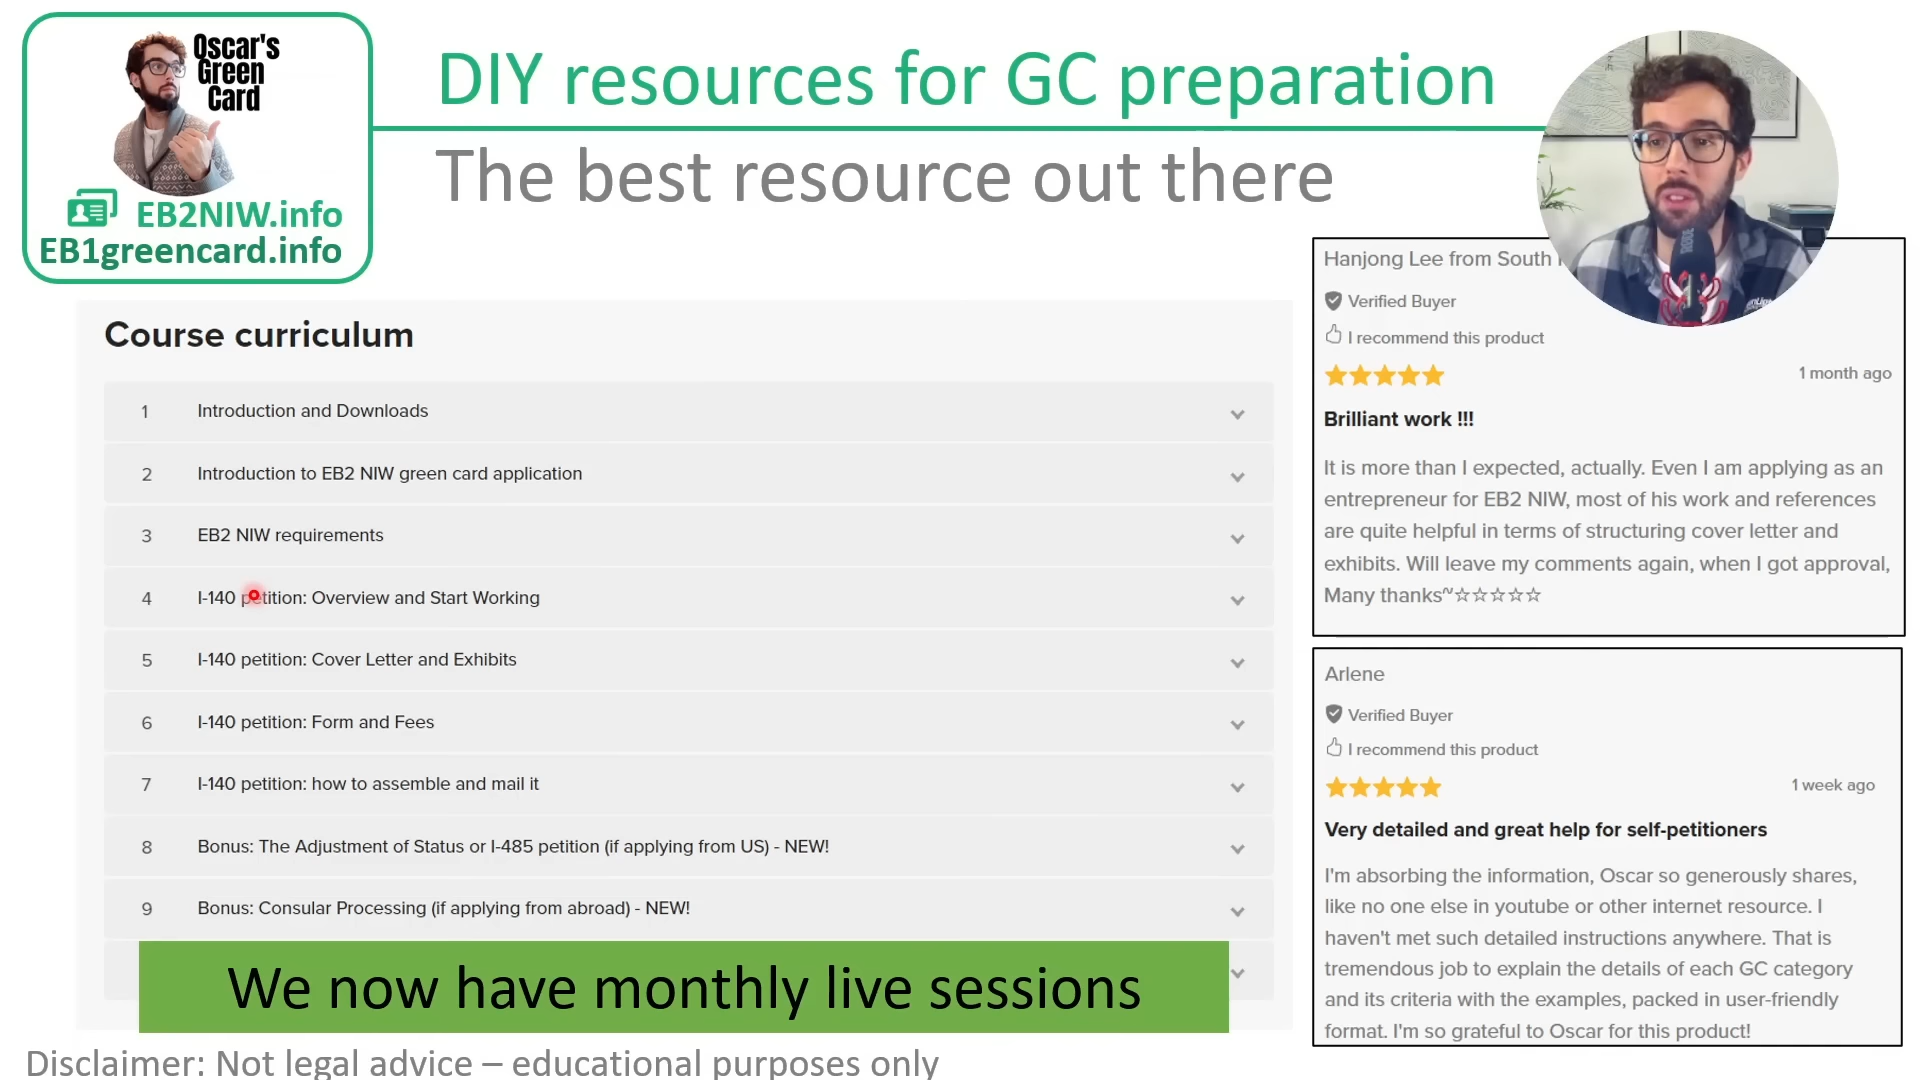 Oscar's
Green
Card
EB2NIW.info
EB1greencard.info
DIY resources for GC preparation
The best resource out there
Course curriculum
1 Introduction and Downloads
2 Introduction to EB2 NIW green card application
3 EB2 NIW requirements
4 I-140 petition: Overview and Start Working
5 I-140 petition: Cover Letter and Exhibits
6 I-140 petition: Form and Fees
7 I-140 petition: how to assemble and mail it
8 Bonus: The Adjustment of Status or I-485 petition (if applying from US) - NEW!
9 Bonus: Consular Processing (if applying from abroad) - NEW!
We now have monthly live sessions
Disclaimer: Not legal advice – educational purposes only
Hanjong Lee from South
Verified Buyer
I recommend this product
1 month ago
Brilliant work !!!
It is more than I expected, actually. Even I am applying as an
entrepreneur for EB2 NIW, most of his work and references
are quite helpful in terms of structuring cover letter and
exhibits. Will leave my comments again, when I got approval,
Many thanks~☆☆☆☆☆
Arlene
Verified Buyer
I recommend this product
1 week ago
Very detailed and great help for self-petitioners
I'm absorbing the information, Oscar so generously shares,
like no one else in youtube or other internet resource. I
haven't met such detailed instructions anywhere. That is
tremendous job to explain the details of each GC category
and its criteria with the examples, packed in user-friendly
format. I'm so grateful to Oscar for this product!